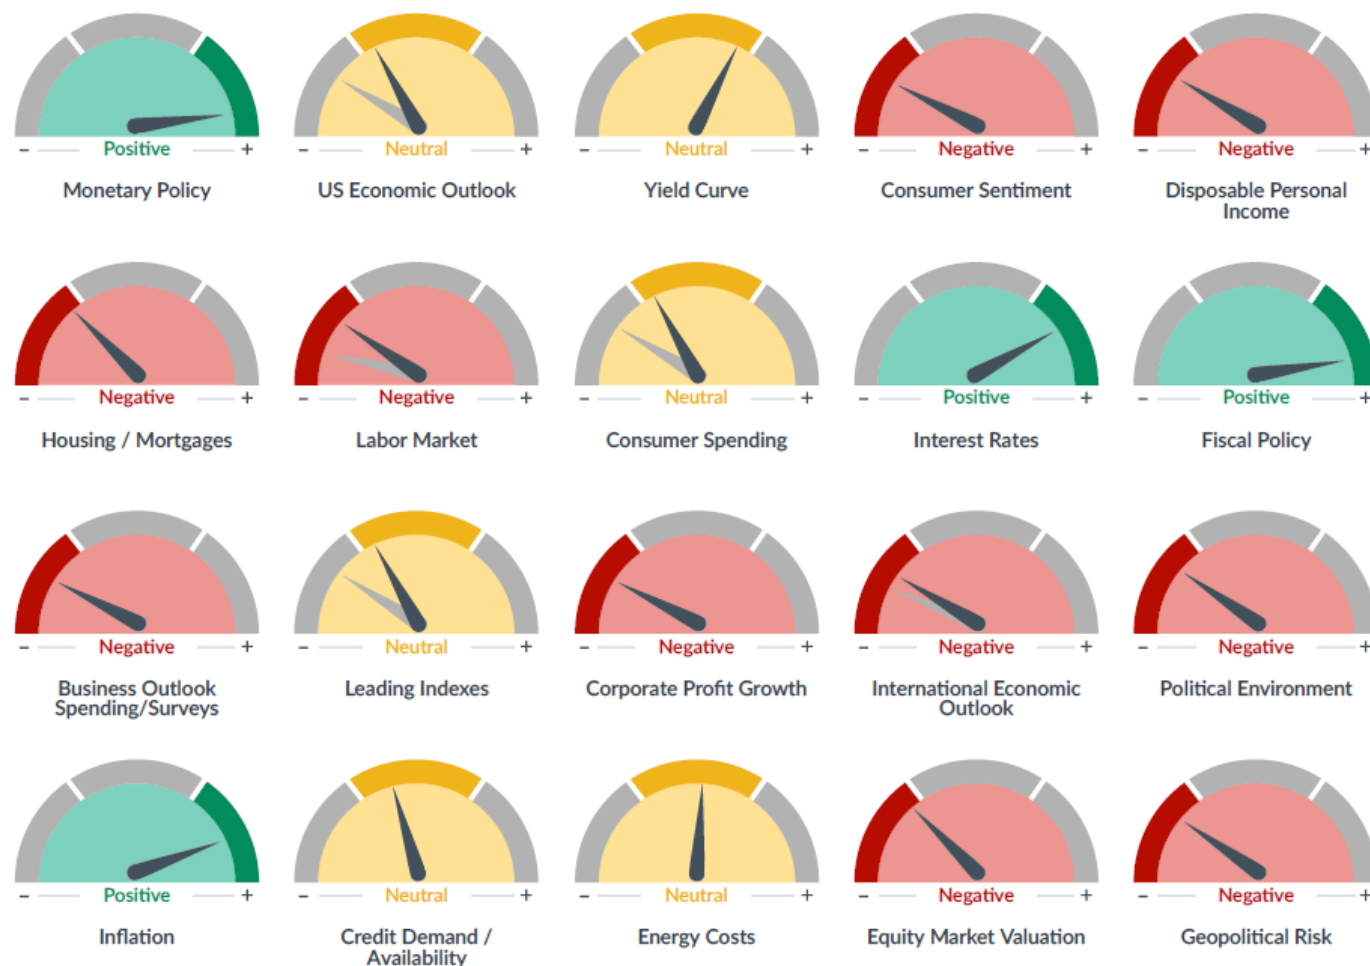 – Positive +
Monetary Policy
– Neutral +
US Economic Outlook
– Neutral +
Yield Curve
– Negative +
Consumer Sentiment
– Negative +
Disposable Personal
Income
– Negative +
Housing / Mortgages
– Negative +
Labor Market
– Neutral +
Consumer Spending
– Positive +
Interest Rates
– Positive +
Fiscal Policy
– Negative +
Business Outlook
Spending/Surveys
– Neutral +
Leading Indexes
– Negative +
Corporate Profit Growth
– Negative +
International Economic
Outlook
– Negative +
Political Environment
– Positive +
Inflation
– Neutral +
Credit Demand /
Availability
– Neutral +
Energy Costs
– Negative +
Equity Market Valuation
– Negative +
Geopolitical Risk